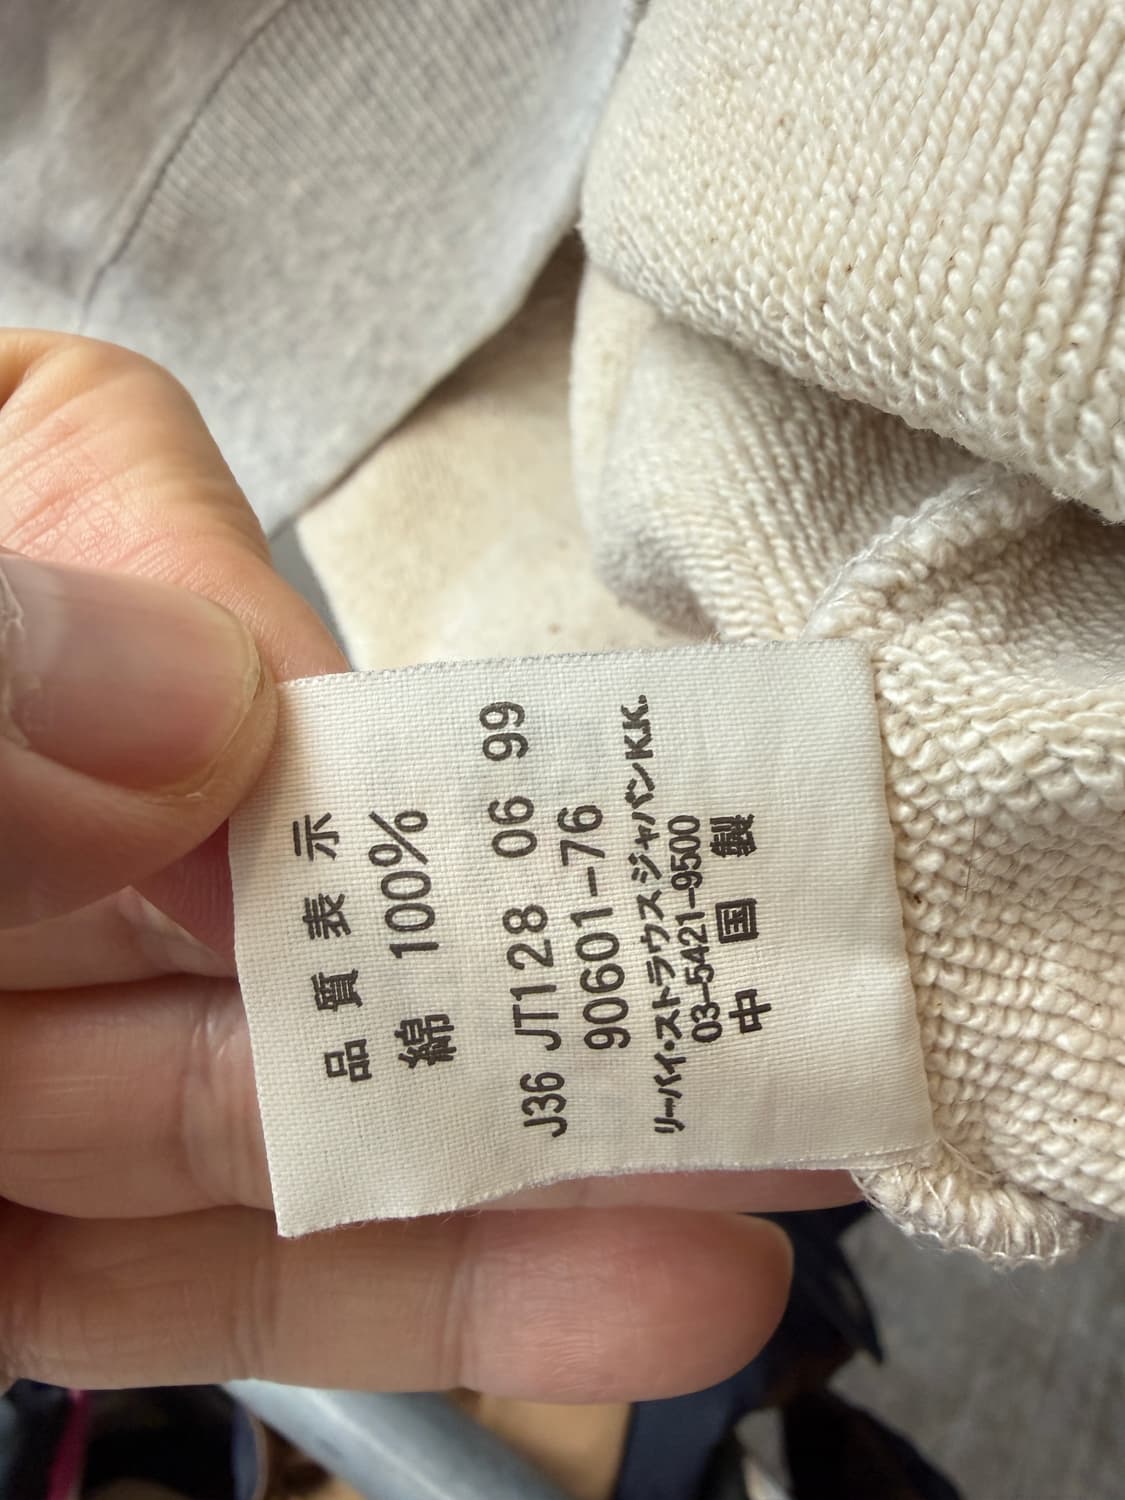 品質表示
綿 100%
J36 JT128 06 99
90601-76
リーバイ・ストラウスジャパンK.K.
03-5421-9500
中国製